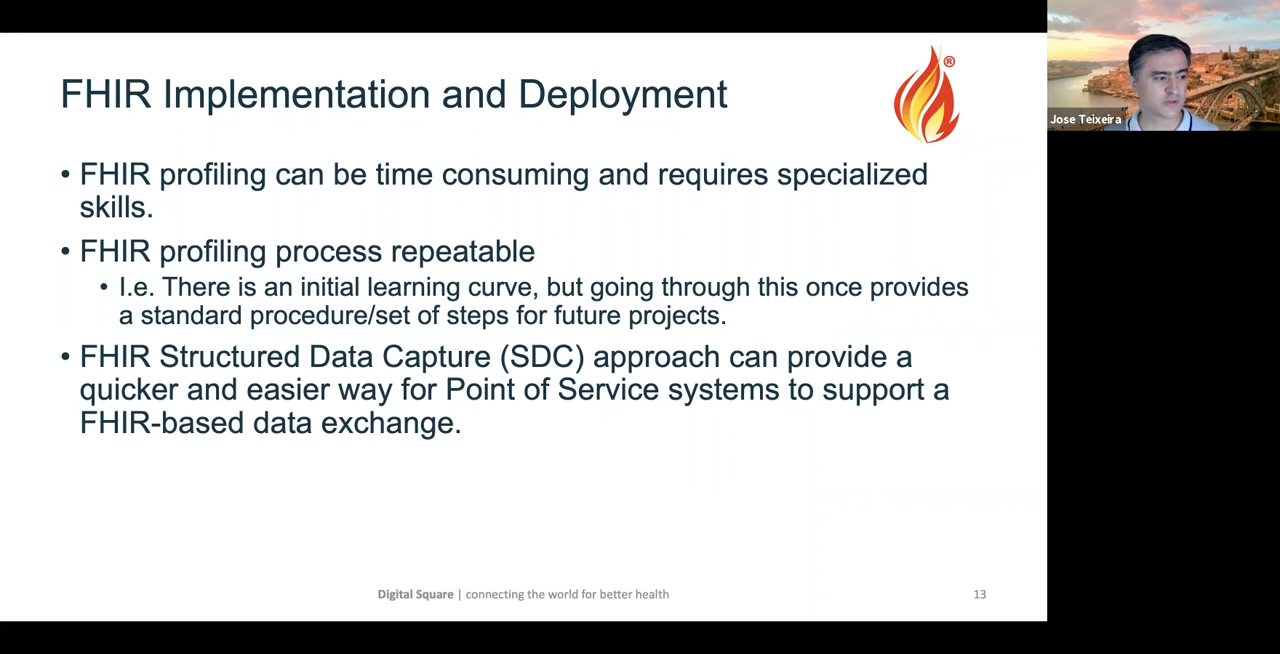 FHIR Implementation and Deployment
®
Jose Teixeira
• FHIR profiling can be time consuming and requires specialized
skills.
• FHIR profiling process repeatable
• I.e. There is an initial learning curve, but going through this once provides
a standard procedure/set of steps for future projects.
• FHIR Structured Data Capture (SDC) approach can provide a
quicker and easier way for Point of Service systems to support a
FHIR-based data exchange.
Digital Square | connecting the world for better health
13